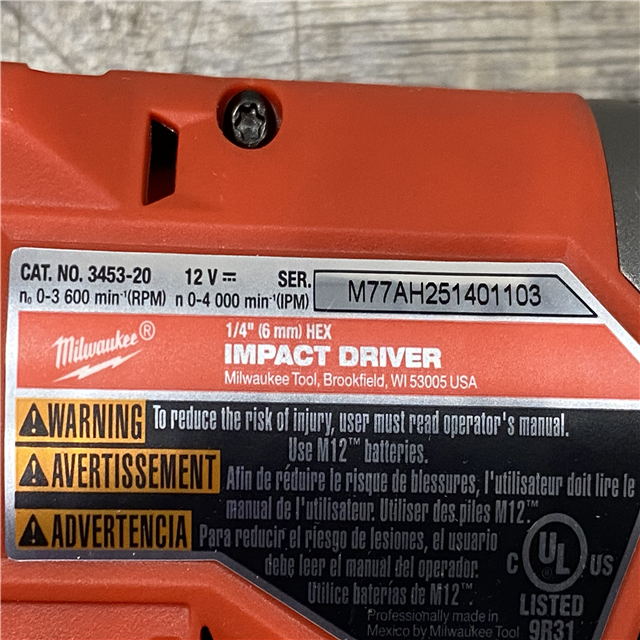 CAT. NO. 3453-20 12 V ⎓ SER. M77AH251401103
n₀ 0-3 600 min⁻¹(RPM) n 0-4 000 min⁻¹(IPM)
Milwaukee®
1/4" (6 mm) HEX
IMPACT DRIVER
Milwaukee Tool, Brookfield, WI 53005 USA
WARNING To reduce the risk of injury, user must read operator's manual.
Use M12™ batteries.
AVERTISSEMENT Afin de réduire le risque de blessures, l'utilisateur doit lire le
manual de l'utilisateur. Utiliser des piles M12™.
ADVERTENCIA Para reducir el riesgo de lesiones, el usuario
debe leer el manual del operador.
Utilice baterías de M12™.
C UL US
LISTED
9B31
Professionally made in
Mexico by Milwaukee Tool